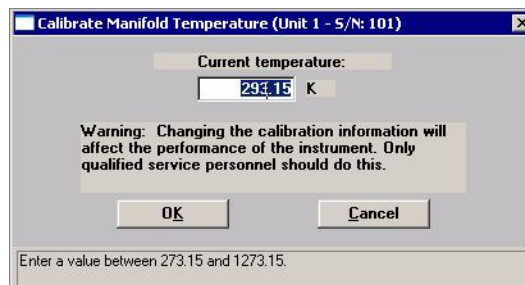 Calibrate Manifold Temperature (Unit 1 - S/N: 101)
Current temperature:
293.15 K
Warning: Changing the calibration information will
affect the performance of the instrument. Only
qualified service personnel should do this.
OK Cancel
Enter a value between 273.15 and 1273.15.